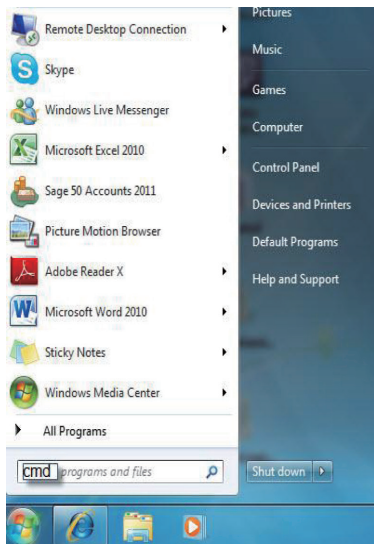 Remote Desktop Connection
Skype
Windows Live Messenger
Microsoft Excel 2010
Sage 50 Accounts 2011
Picture Motion Browser
Adobe Reader X
Microsoft Word 2010
Sticky Notes
Windows Media Center
All Programs
cmd programs and files
Pictures
Music
Games
Computer
Control Panel
Devices and Printers
Default Programs
Help and Support
Shut down